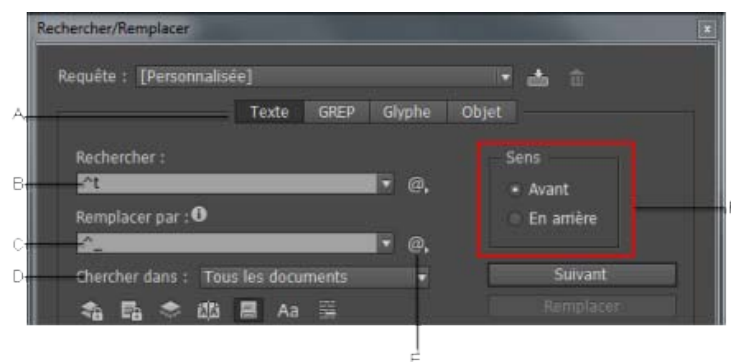 Rechercher/Remplacer
x
Requête : [Personnalisée]
A
Texte GREP Glyphe Objet
Rechercher :
Sens
B
^t
@
Avant
Remplacer par :
En arrière
C
^_
@
D
Chercher dans : Tous les documents
Suivant
Aa
Remplacer
E